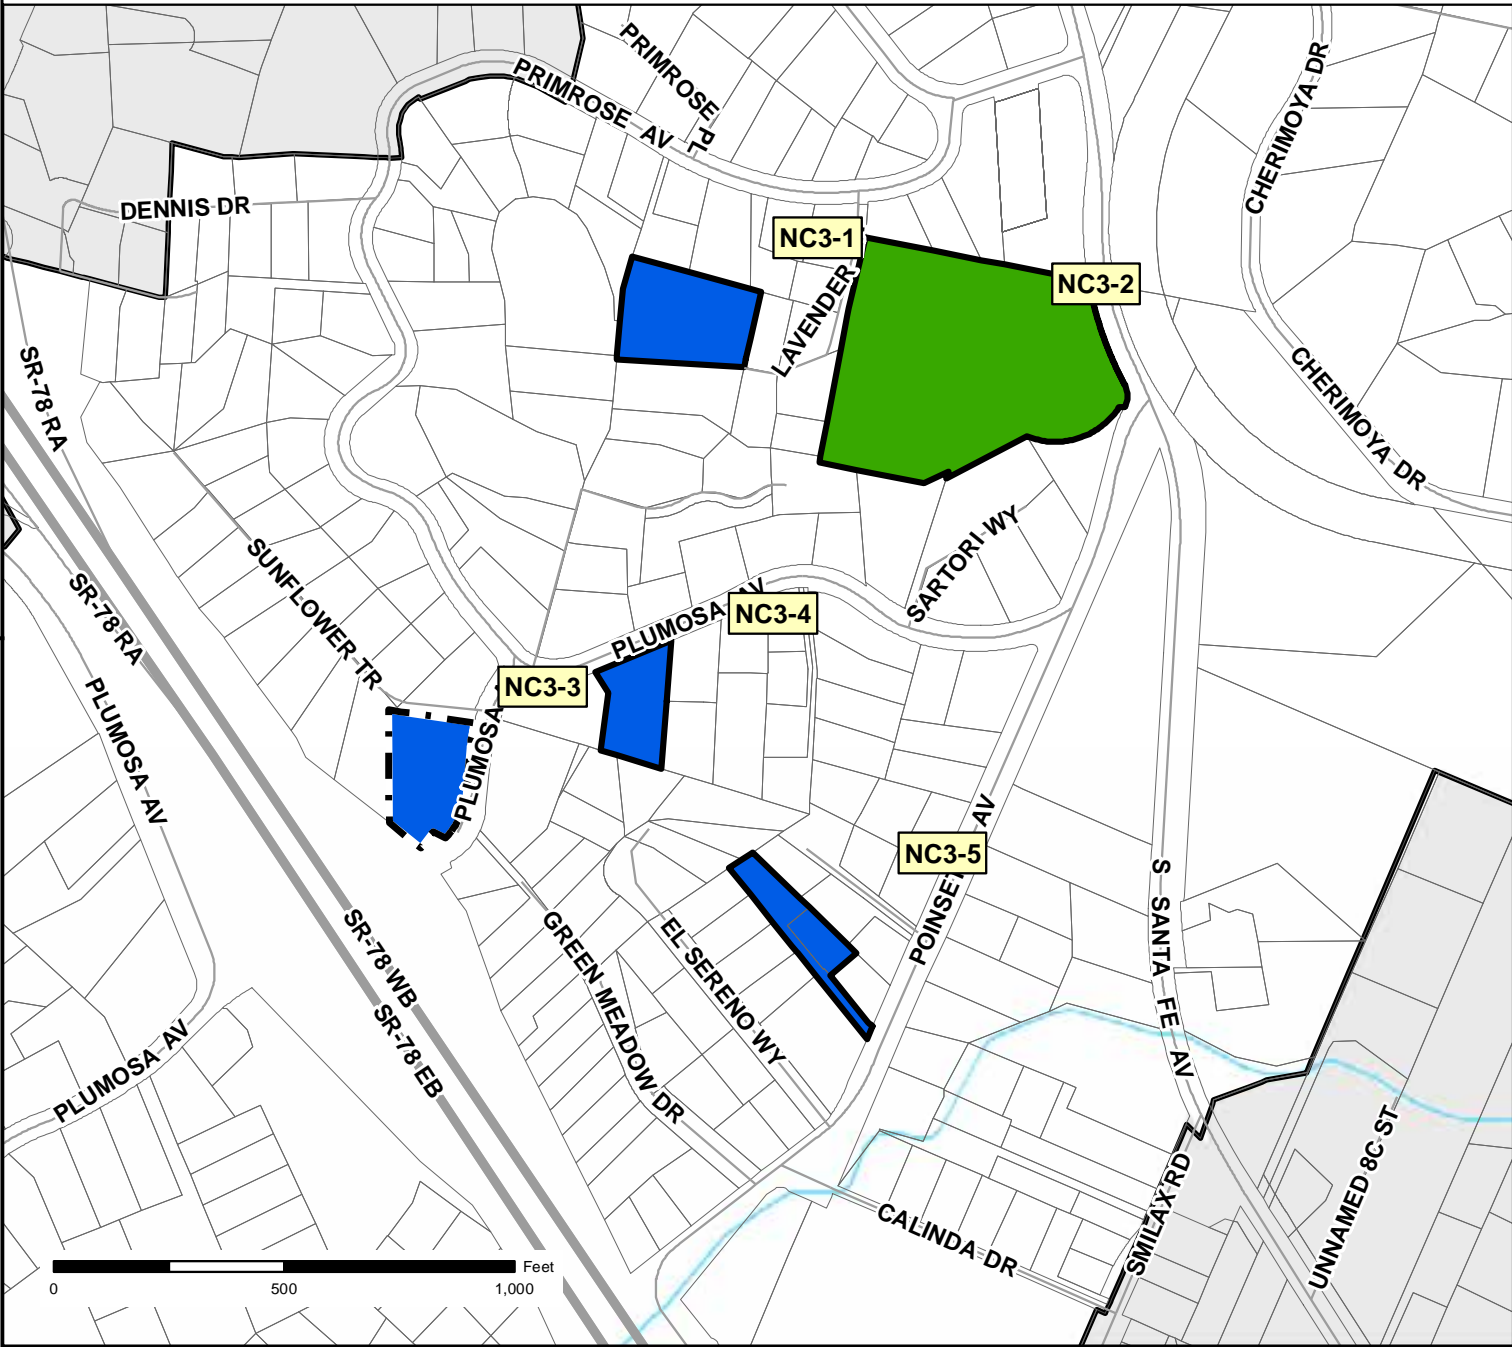 PRIMROSE PL
PRIMROSE AV
CHERIMOYA DR
DENNIS DR
NC3-1
NC3-2
LAVENDER
SR-78 RA
CHERIMOYA DR
SARTORI WY
SUNFLOWER TR
SR-78 RA
PLUMOSA AV
NC3-4
NC3-3
PLUMOSA
PLUMOSA AV
POINSET
AV
NC3-5
S SANTA FE AV
GREEN MEADOW DR
EL SERENO WY
SR-78 WB
SR-78 EB
PLUMOSA AV
CALINDA DR
SMILAX RD
UNNAMED 8C ST
Feet
0 500 1,000